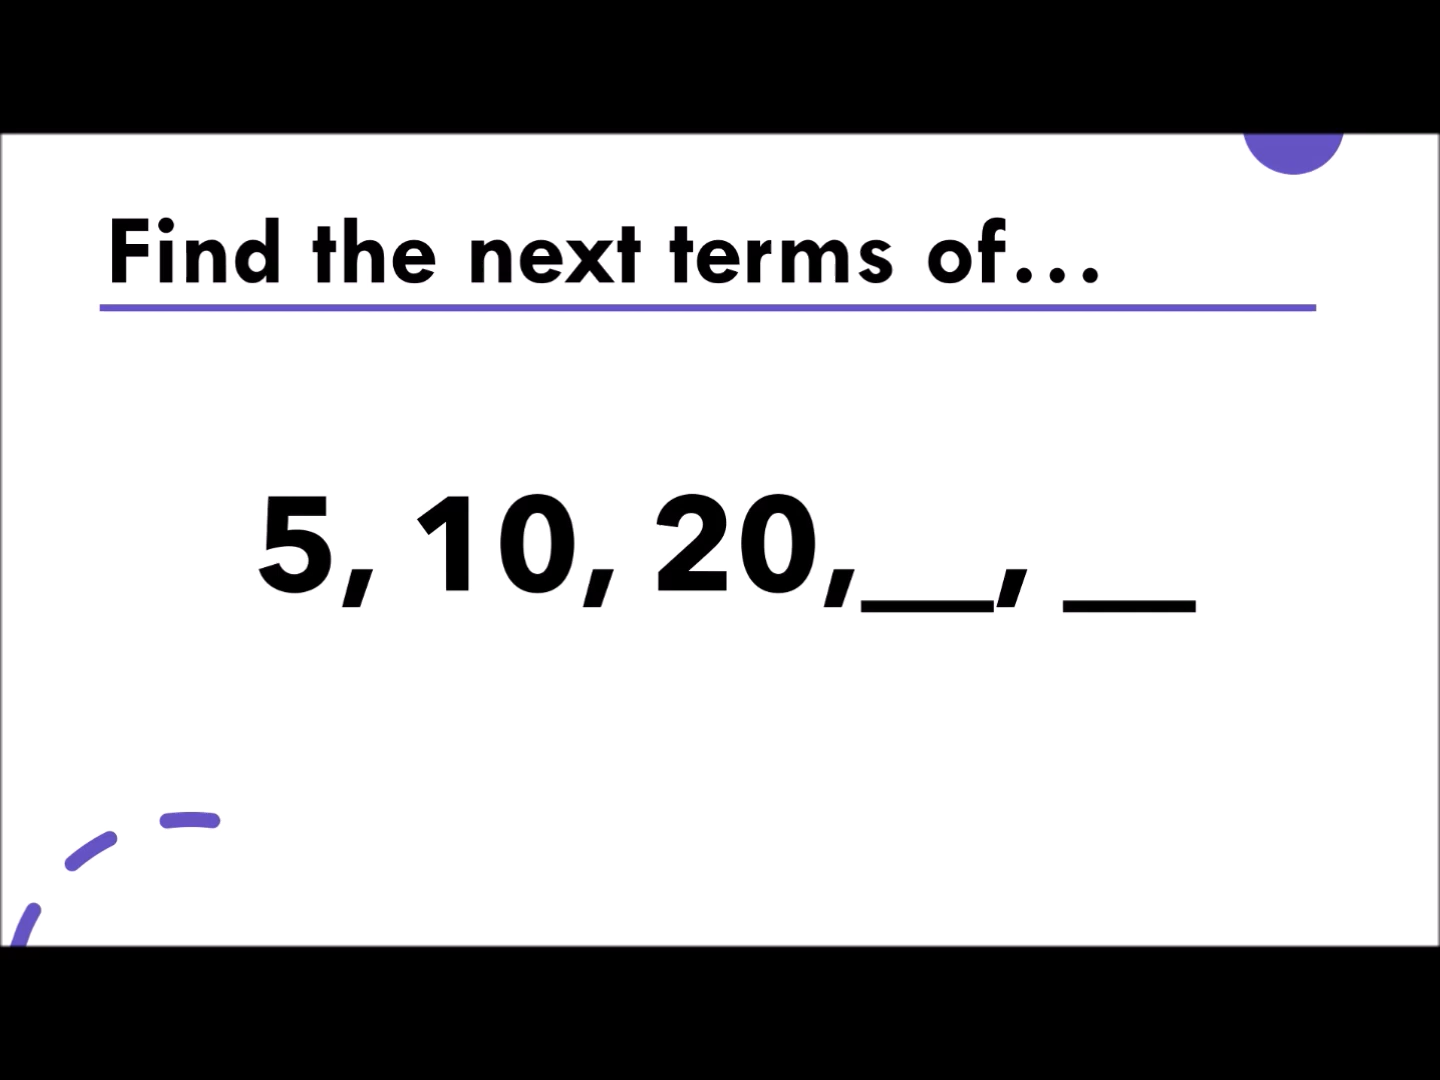 Find the next terms of...
5, 10, 20,__, __